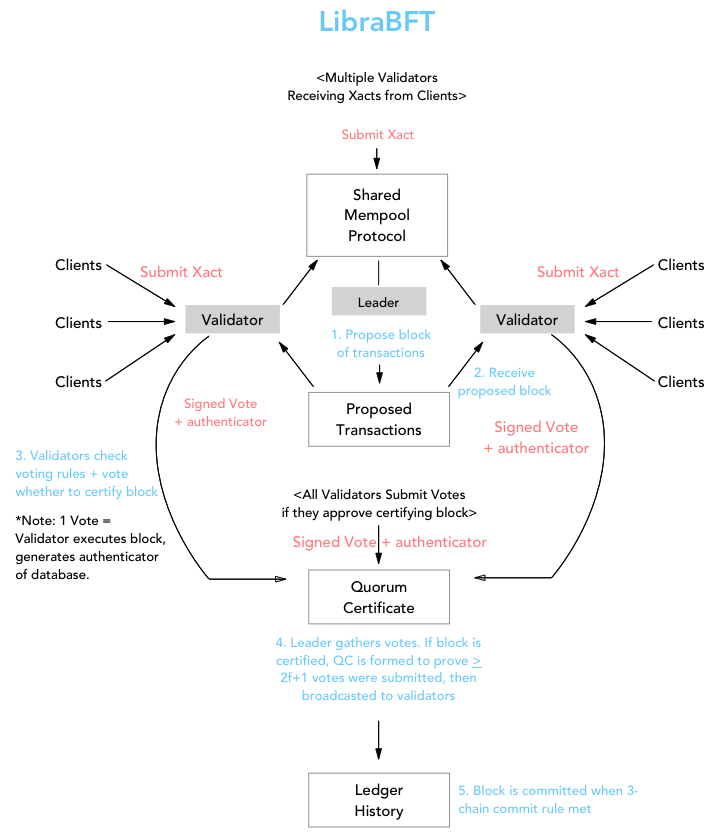 LibraBFT
<Multiple Validators
Receiving Xacts from Clients>
Submit Xact
Shared
Mempool
Protocol
Clients
Submit Xact
Submit Xact
Clients
Leader
Clients
Validator
Validator
Clients
1. Propose block
of transactions
Clients
2. Receive
proposed block
Clients
Signed Vote
+ authenticator
Proposed
Transactions
Signed Vote
+ authenticator
3. Validators check
voting rules + vote
whether to certify block
*Note: 1 Vote =
Validator executes block,
generates authenticator
of database.
<All Validators Submit Votes
if they approve certifying block>
Signed Vote + authenticator
Quorum
Certificate
4. Leader gathers votes. If block is
certified, QC is formed to prove >
2f+1 votes were submitted, then
broadcasted to validators
Ledger
History
5. Block is committed when 3-
chain commit rule met